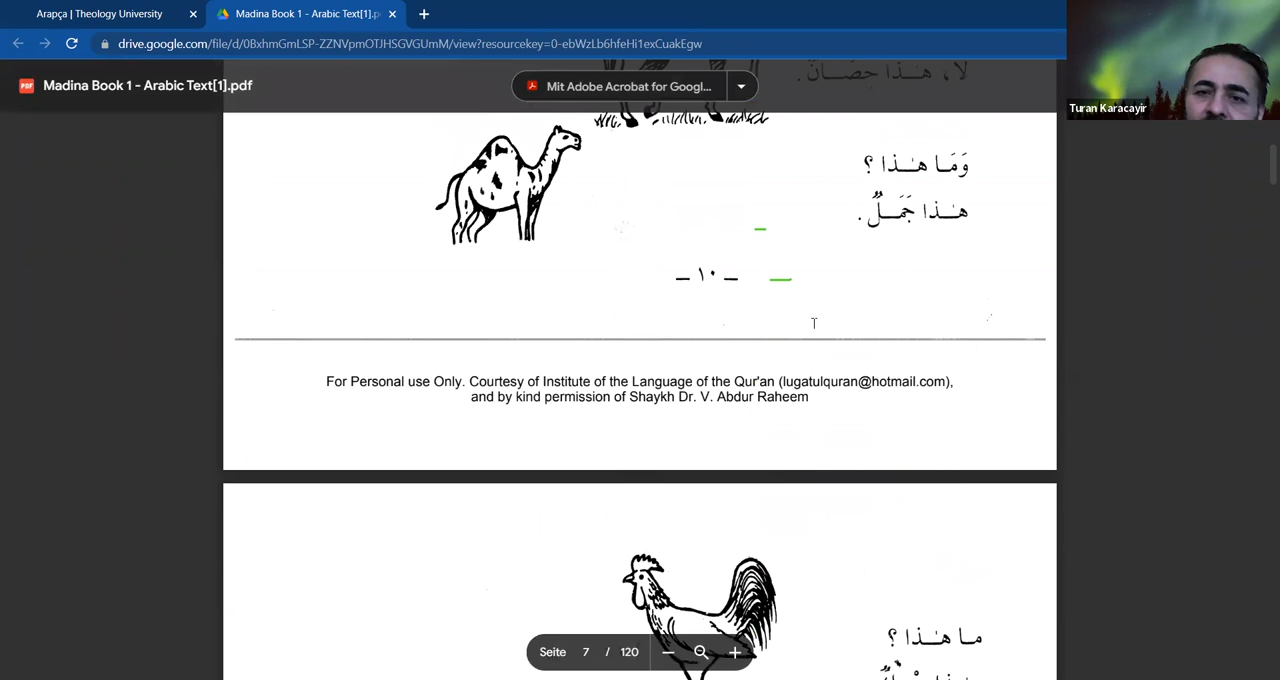 Arapça | Theology University
Madina Book 1 - Arabic Text[1].p
drive.google.com/file/d/0BxhmGmLSP-ZZNVpmOTJHSGVGUmM/view?resourcekey=0-ebWzLb6hfeHi1exCuakEgw
Turan Karacayir
PDF
Madina Book 1 - Arabic Text[1].pdf
Mit Adobe Acrobat for Googl...
لا، هٰذا حِصَانٌ .
وَمَا هٰذا ؟
هٰذا جَمَلٌ .
– ١٠ –
For Personal use Only. Courtesy of Institute of the Language of the Qur'an (lugatulquran@hotmail.com),
and by kind permission of Shaykh Dr. V. Abdur Raheem
ما هٰذا ؟
Seite 7 / 120